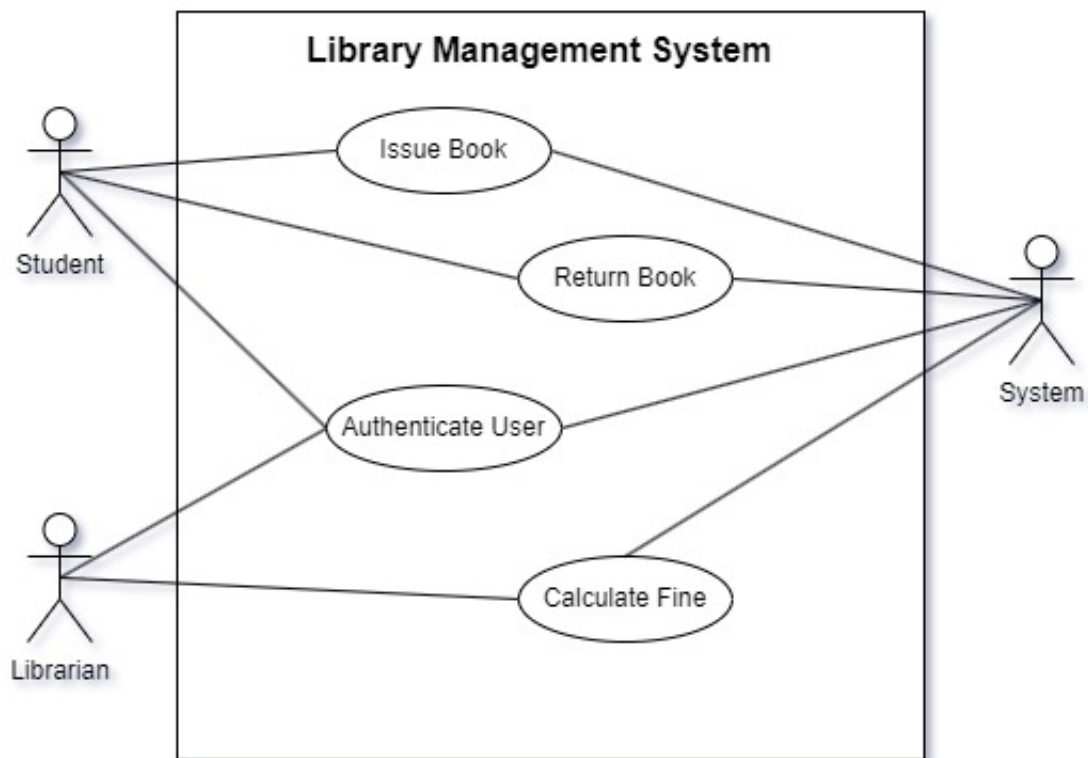 Library Management System
Issue Book
Student
Return Book
System
Authenticate User
Calculate Fine
Librarian